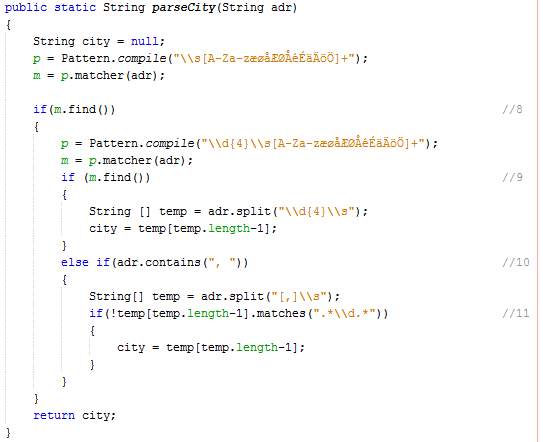 public static String parseCity(String adr)
{
    String city = null;
    p = Pattern.compile("\\s[A-Za-zæøåÆØÅéÉäÄöÖ]+");
    m = p.matcher(adr);

    if(m.find())                                                          //8
    {
        p = Pattern.compile("\\d{4}\\s[A-Za-zæøåÆØÅéÉäÄöÖ]+");
        m = p.matcher(adr);
        if (m.find())                                                     //9
        {
            String [] temp = adr.split("\\d{4}\\s");
            city = temp[temp.length-1];
        }
        else if(adr.contains(", "))                                       //10
        {
            String[] temp = adr.split("[,]\\s");
            if(!temp[temp.length-1].matches(".*\\d.*"))                   //11
            {
                city = temp[temp.length-1];
            }
        }
    }
    return city;
}